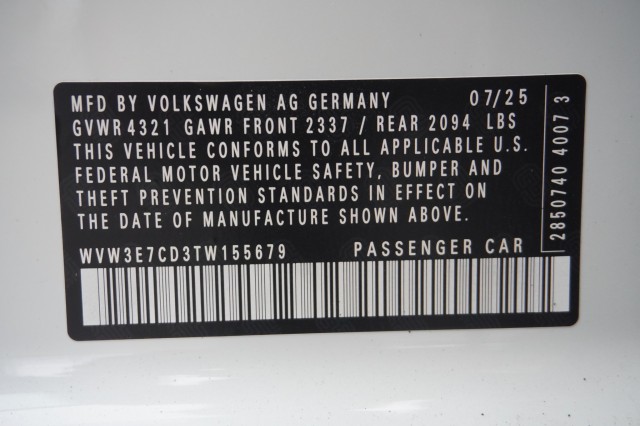 MFD BY VOLKSWAGEN AG GERMANY 07/25
GVWR 4321 GAWR FRONT 2337 / REAR 2094 LBS
THIS VEHICLE CONFORMS TO ALL APPLICABLE U.S.
FEDERAL MOTOR VEHICLE SAFETY, BUMPER AND
THEFT PREVENTION STANDARDS IN EFFECT ON
THE DATE OF MANUFACTURE SHOWN ABOVE.
WVW3E7CD3TW155679 PASSENGER CAR
2850740 4007 3